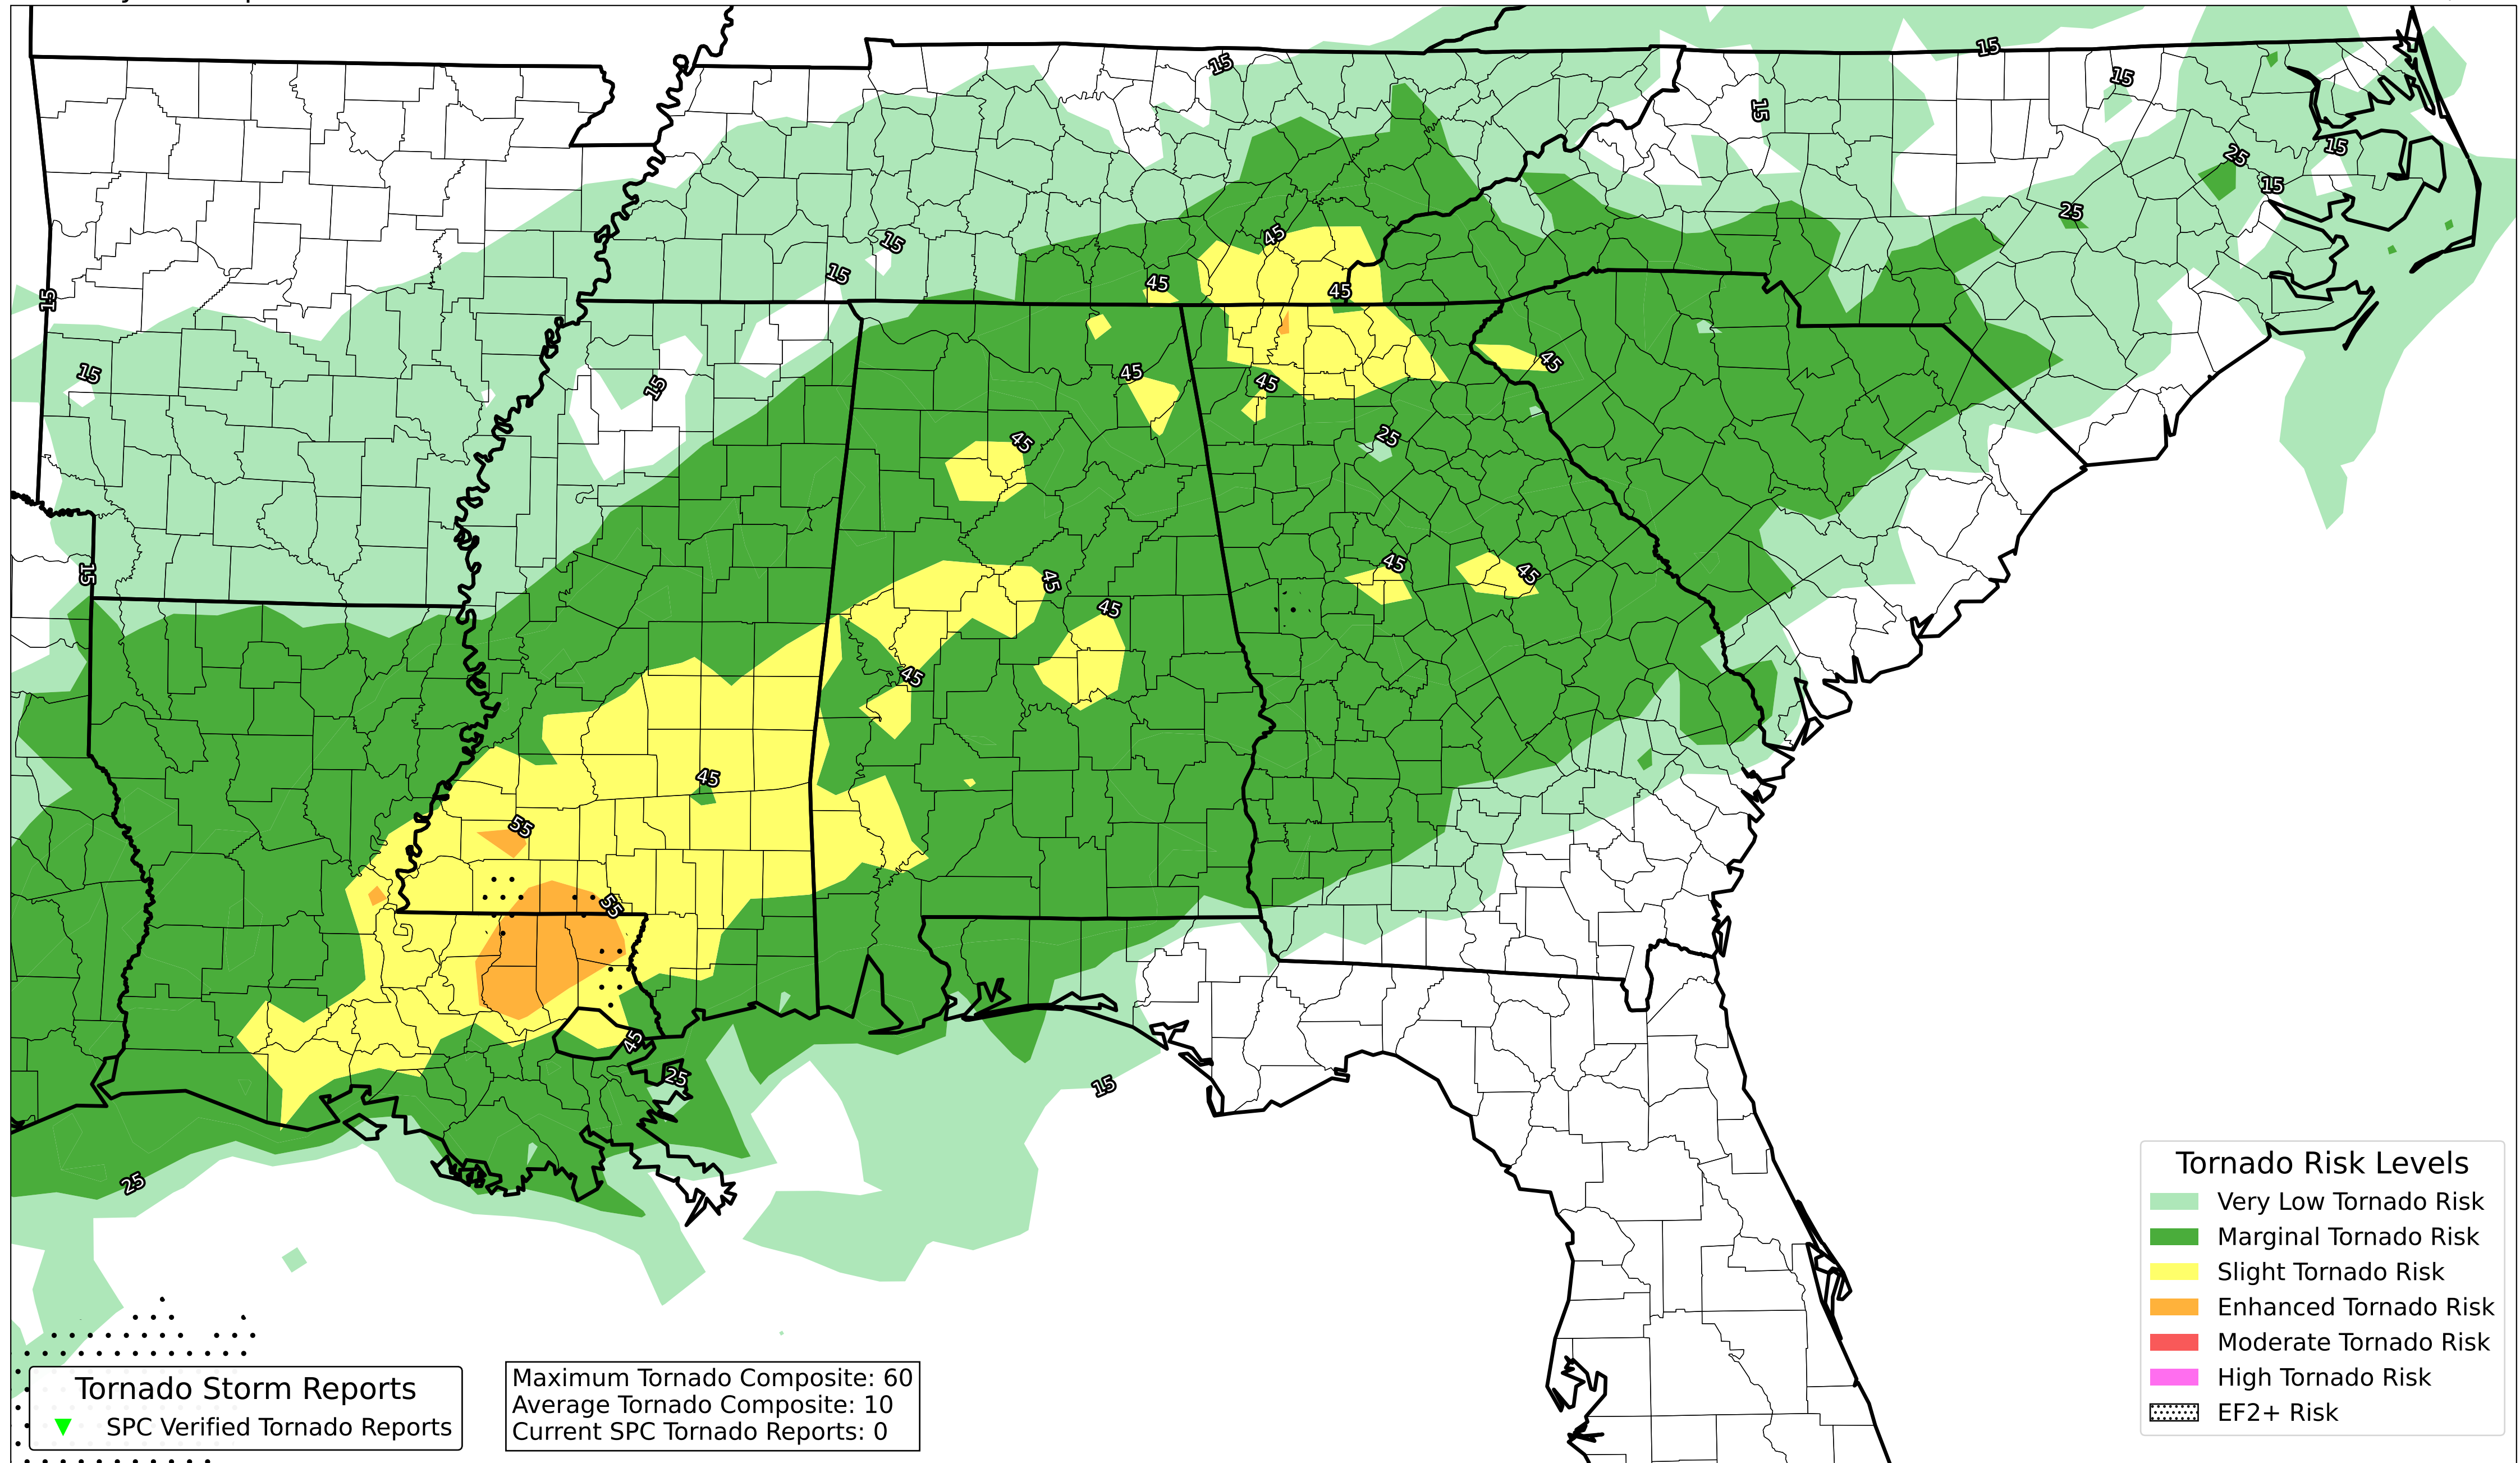 15
15
15
15
25
15
15
25
15
45
15
45
45
15
45
15
45
45
15
45
25
45
45
45
15
45
45
45
55
55
45
25
15
25
Tornado Risk Levels
Very Low Tornado Risk
Marginal Tornado Risk
Slight Tornado Risk
Enhanced Tornado Risk
Moderate Tornado Risk
High Tornado Risk
EF2+ Risk
Tornado Storm Reports
SPC Verified Tornado Reports
Maximum Tornado Composite: 60
Average Tornado Composite: 10
Current SPC Tornado Reports: 0